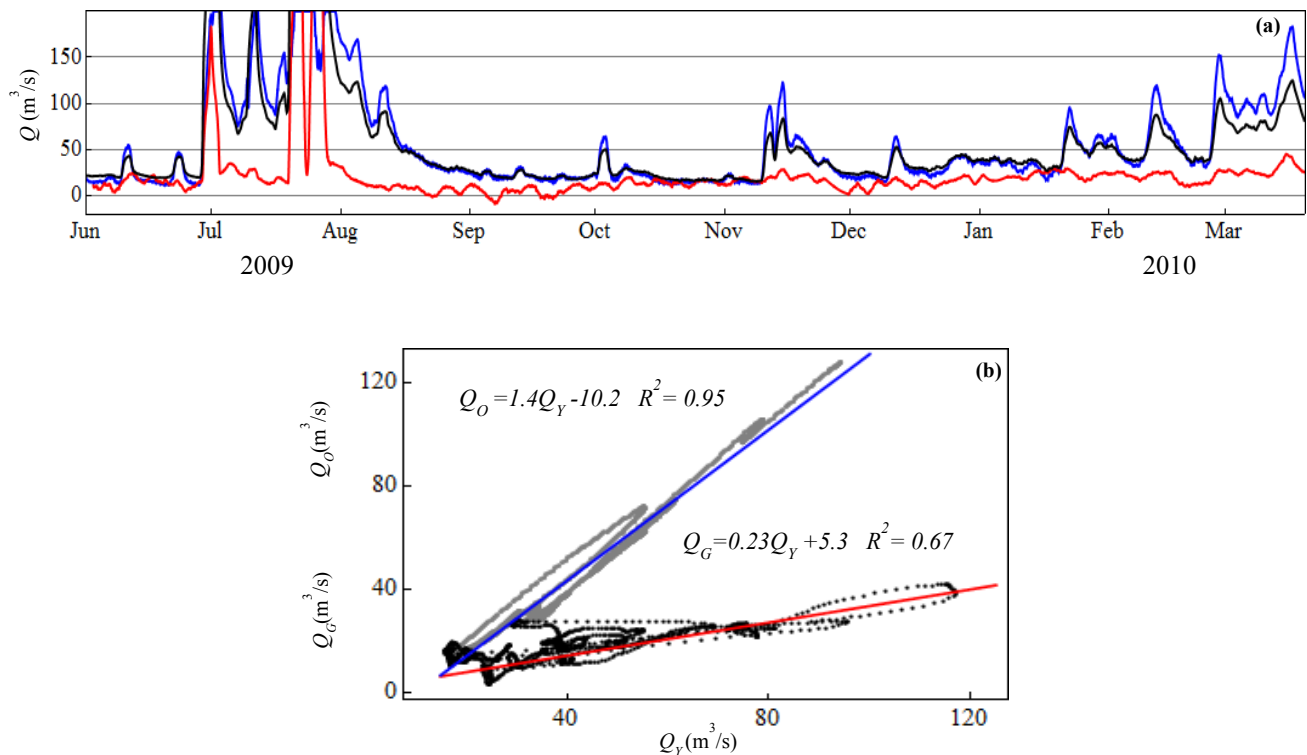 (a)
Q (m³/s)
150
100
50
0
Jun Jul Aug Sep Oct Nov Dec Jan Feb Mar
2009 2010
(b)
Q_O(m³/s)
Q_G(m³/s)
120
80
40
0
Q_O =1.4Q_Y -10.2 R²= 0.95
Q_G=0.23Q_Y +5.3 R²= 0.67
40 80 120
Q_Y(m³/s)